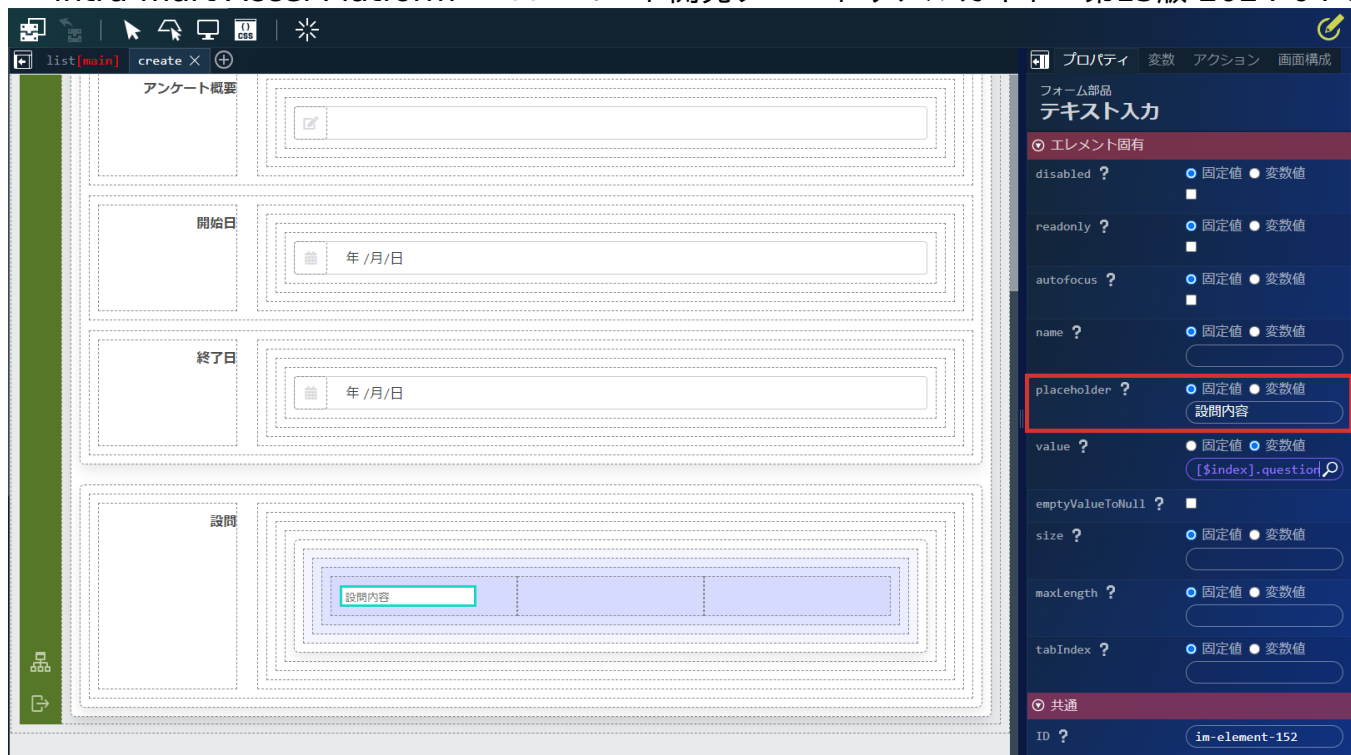 list[main] create
プロパティ 変数 アクション 画面構成
フォーム部品
テキスト入力
エレメント固有
disabled ? 固定値 変数値
readonly ? 固定値 変数値
autofocus ? 固定値 変数値
name ? 固定値 変数値
placeholder ? 固定値 変数値
設問内容
value ? 固定値 変数値
[$index].question
emptyValueToNull ?
size ? 固定値 変数値
maxLength ? 固定値 変数値
tabIndex ? 固定値 変数値
共通
ID ? im-element-152
アンケート概要
開始日
年 /月/日
終了日
年 /月/日
設問
設問内容
{} CSS